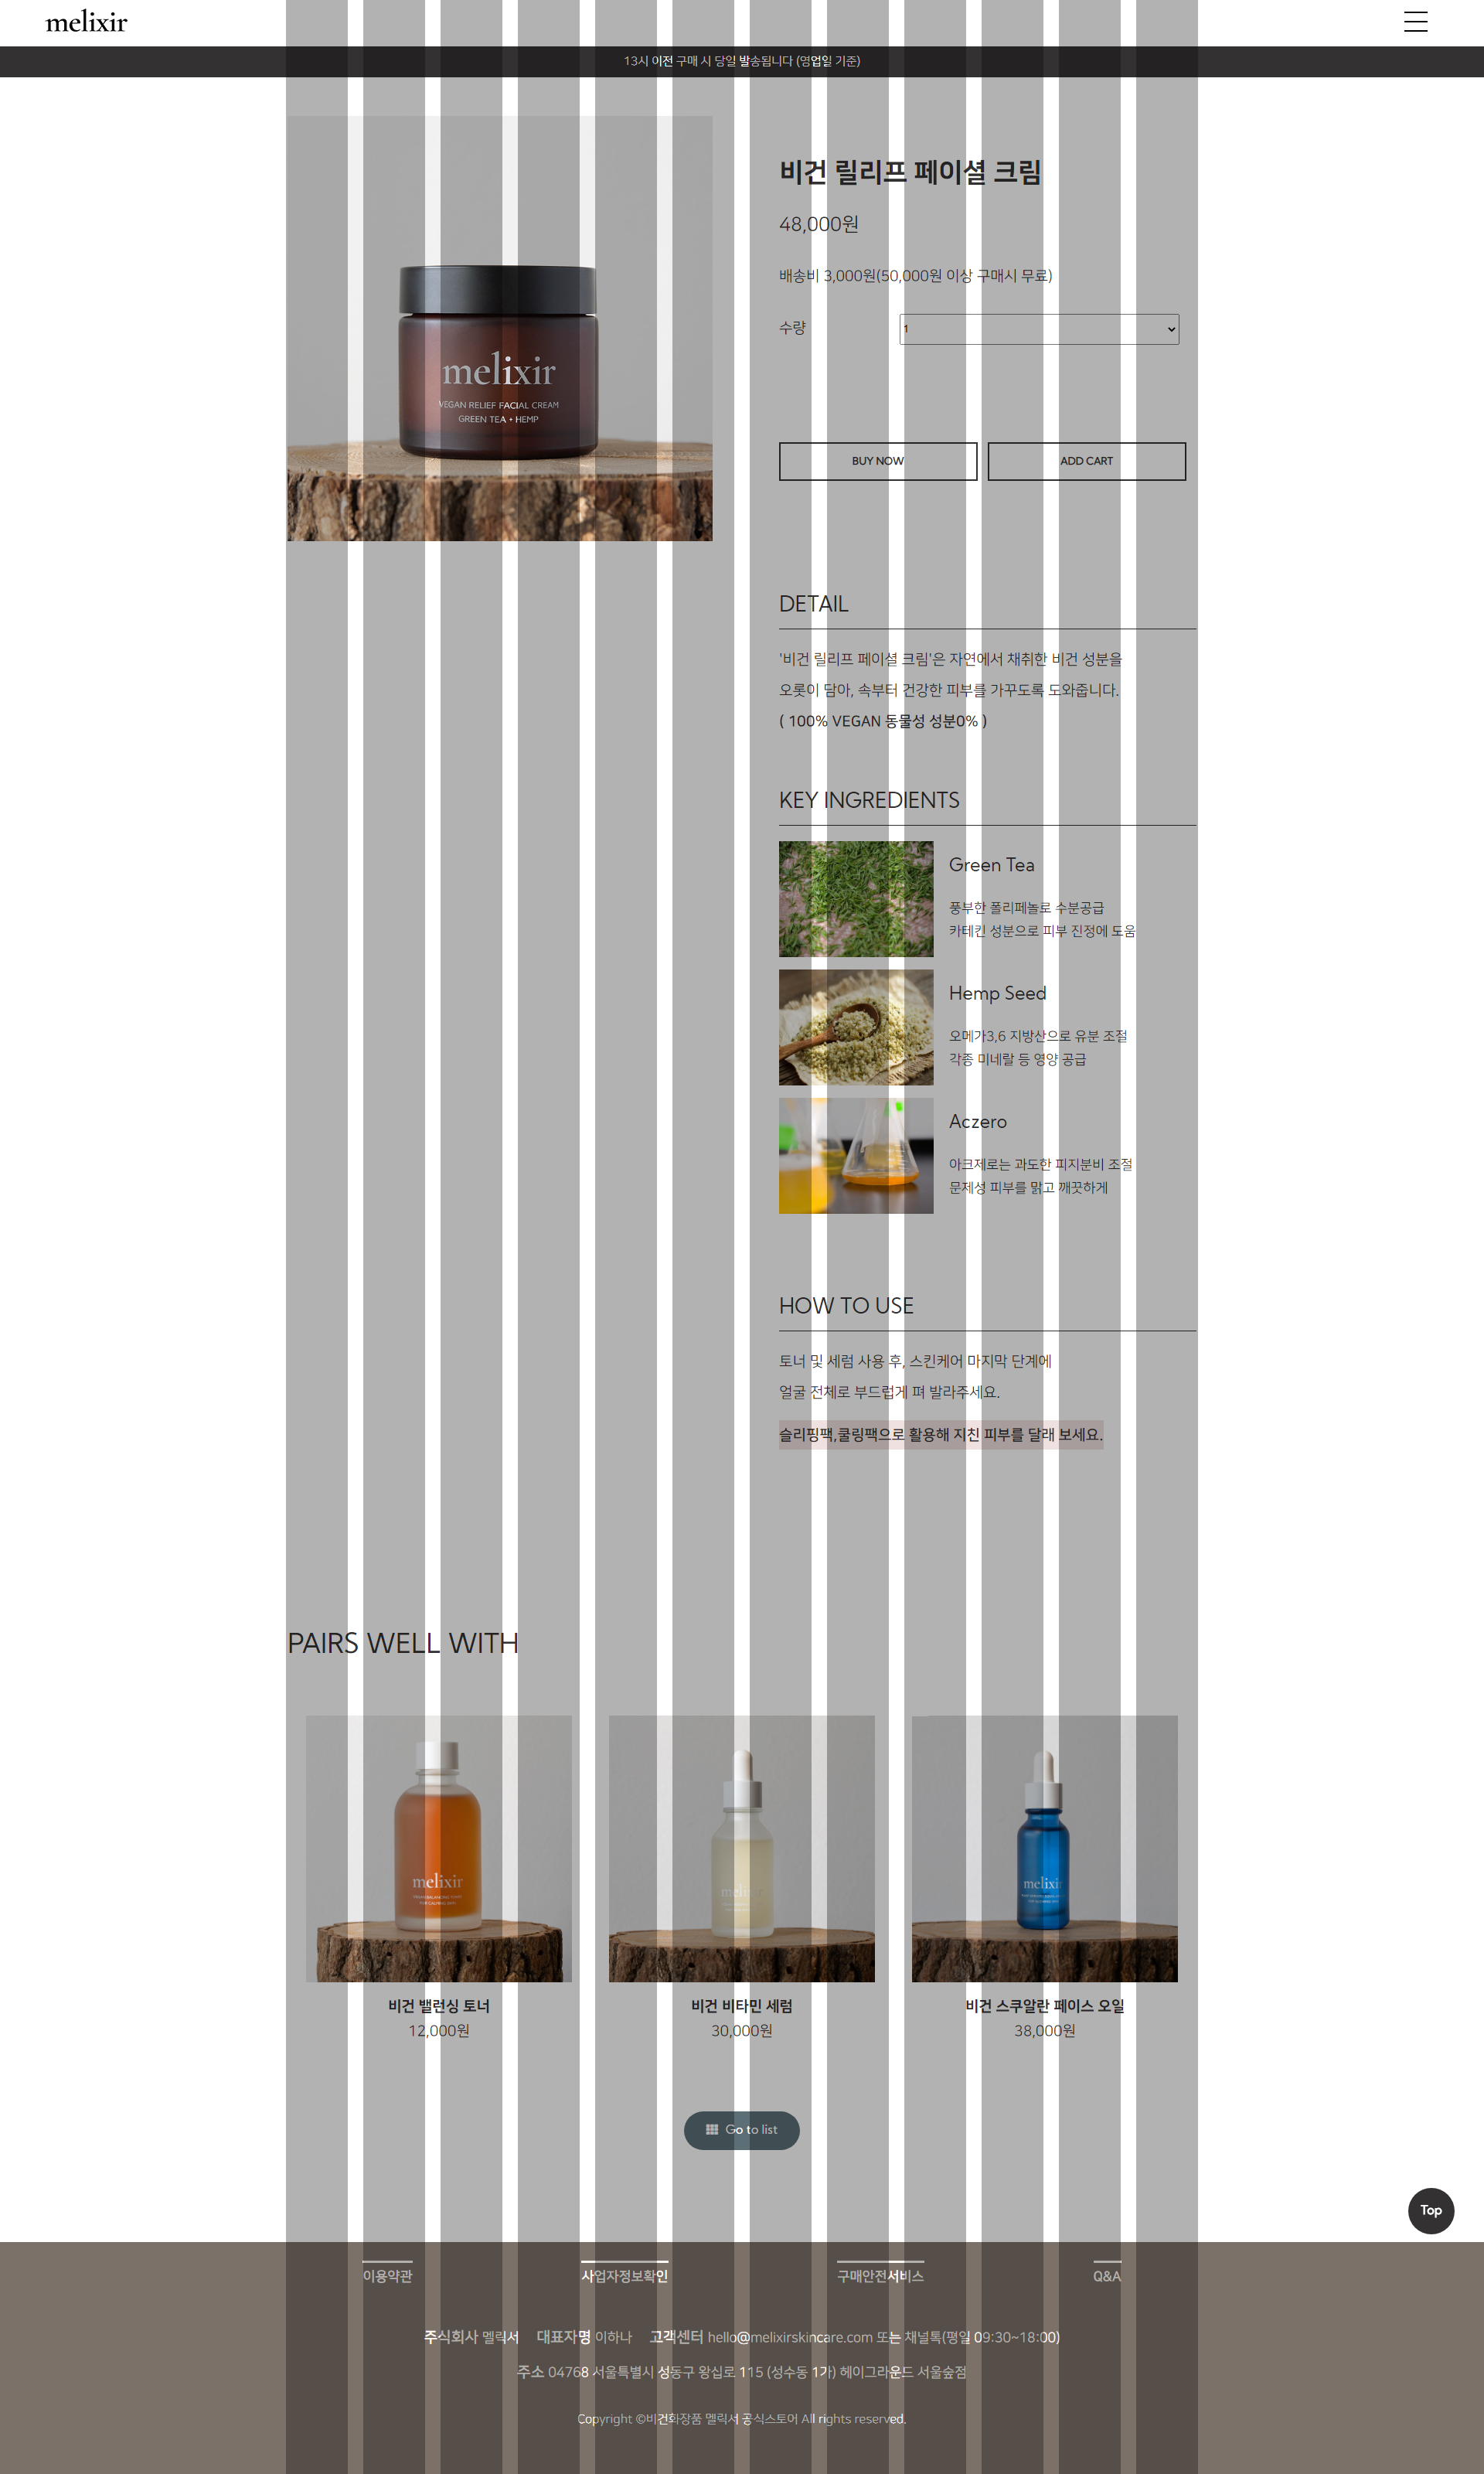 melixir
13시 이전 구매 시 당일 발송됩니다 (영업일 기준)
melixir
VEGAN RELIEF FACIAL CREAM
GREEN TEA + HEMP
비건 릴리프 페이셜 크림
48,000원
배송비 3,000원(50,000원 이상 구매시 무료)
수량 1
BUY NOW ADD CART
DETAIL
'비건 릴리프 페이셜 크림'은 자연에서 채취한 비건 성분을
오롯이 담아, 속부터 건강한 피부를 가꾸도록 도와줍니다.
( 100% VEGAN 동물성 성분0% )
KEY INGREDIENTS
Green Tea
풍부한 폴리페놀로 수분공급
카테킨 성분으로 피부 진정에 도움
Hemp Seed
오메가3,6 지방산으로 유분 조절
각종 미네랄 등 영양 공급
Aczero
아크제로는 과도한 피지분비 조절
문제성 피부를 맑고 깨끗하게
HOW TO USE
토너 및 세럼 사용 후, 스킨케어 마지막 단계에
얼굴 전체로 부드럽게 펴 발라주세요.
슬리핑팩,쿨링팩으로 활용해 지친 피부를 달래 보세요.
PAIRS WELL WITH
melixir
melixir
melixir
비건 밸런싱 토너
12,000원
비건 비타민 세럼
30,000원
비건 스쿠알란 페이스 오일
38,000원
Go to list
Top
이용약관 사업자정보확인 구매안전서비스 Q&A
주식회사 멜릭서 대표자명 이하나 고객센터 hello@melixirskincare.com 또는 채널톡(평일 09:30~18:00)
주소 04768 서울특별시 성동구 왕십로 115 (성수동 1가) 헤이그라운드 서울숲점
Copyright ©비건화장품 멜릭서 공식스토어 All rights reserved.